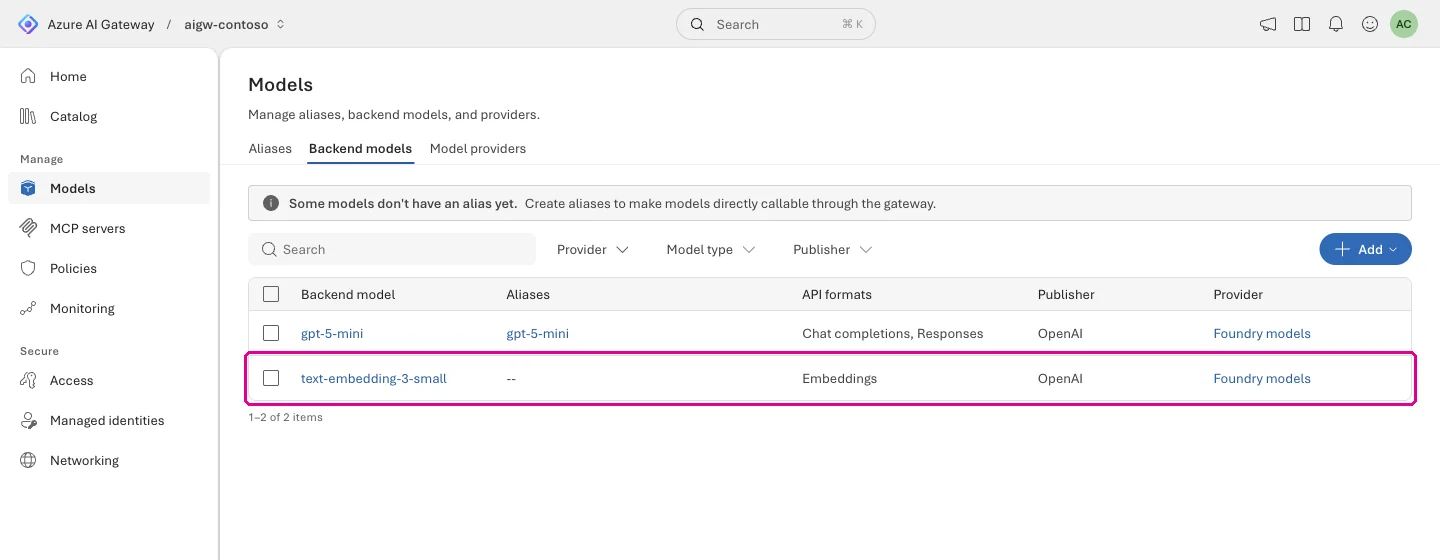 Azure AI Gateway / aigw-contoso
Search ⌘ K
AC
Home
Catalog
Manage
Models
MCP servers
Policies
Monitoring
Secure
Access
Managed identities
Networking
Models
Manage aliases, backend models, and providers.
Aliases Backend models Model providers
Some models don't have an alias yet. Create aliases to make models directly callable through the gateway.
Search Provider Model type Publisher Add
Backend model Aliases API formats Publisher Provider
gpt-5-mini gpt-5-mini Chat completions, Responses OpenAI Foundry models
text-embedding-3-small -- Embeddings OpenAI Foundry models
1–2 of 2 items